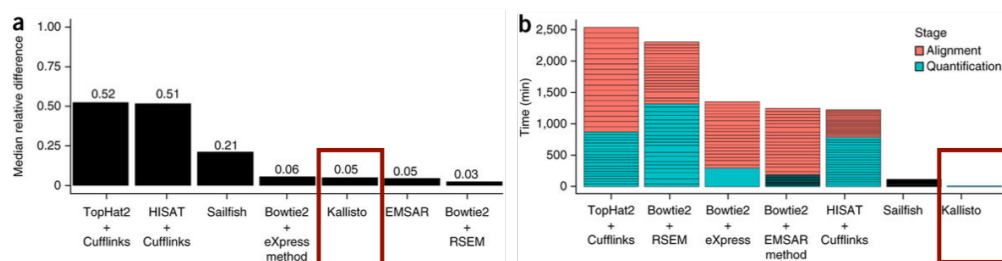 a
1.00
0.75
0.50
0.25
0
Median relative difference
0.52
0.51
0.21
0.06
0.05
0.05
0.03
TopHat2
+
Cufflinks
HISAT
+
Cufflinks
Sailfish
Bowtie2
+
eXpress
method
Kallisto
EMSAR
Bowtie2
+
RSEM
b
2,500
2,000
1,500
1,000
500
0
Time (min)
Stage
Alignment
Quantification
TopHat2
+
Cufflinks
Bowtie2
+
RSEM
Bowtie2
+
eXpress
Bowtie2
+
EMSAR
method
HISAT
+
Cufflinks
Sailfish
Kallisto